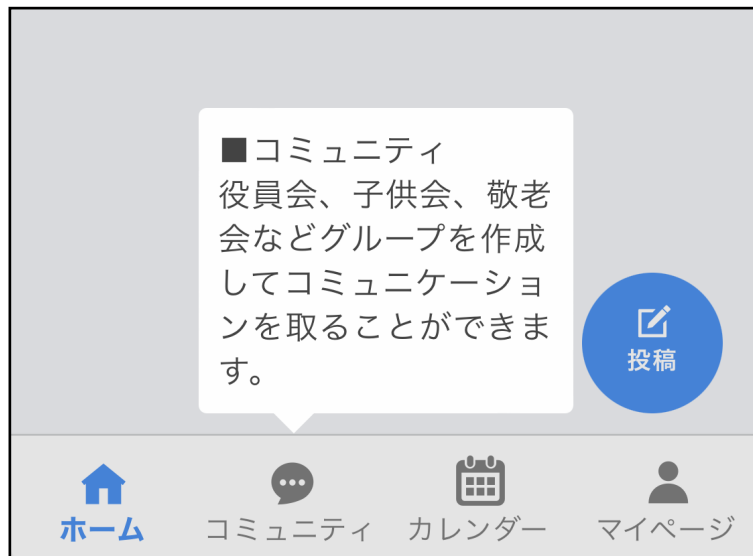 ■コミュニティ
役員会、子供会、敬老
会などグループを作成
してコミュニケーショ
ンを取ることができま
す。
投稿
ホーム
コミュニティ
カレンダー
マイページ